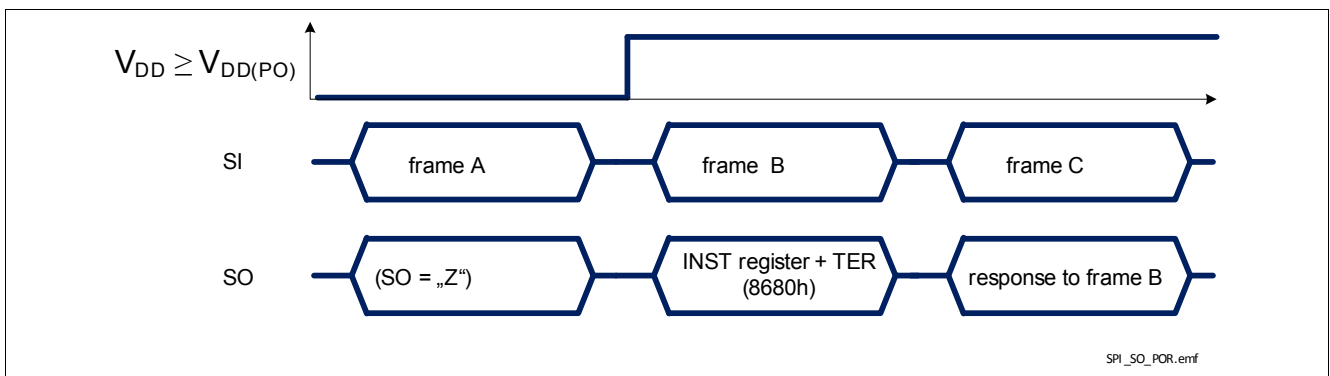 VDD ≥ VDD(PO)
SI
frame A
frame B
frame C
SO
(SO = „Z“)
INST register + TER
(8680h)
response to frame B
SPI_SO_POR.emf